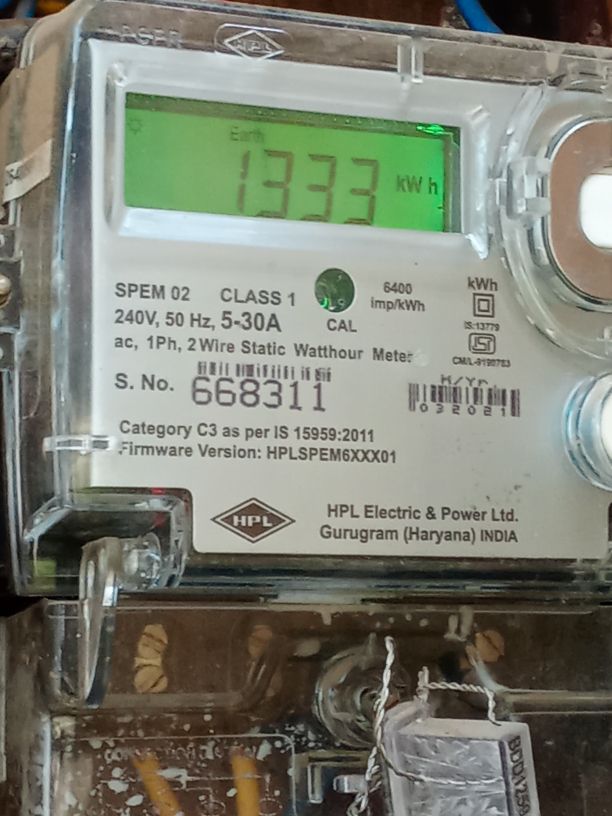 HPL
Earth
1333 kWh
SPEM 02 CLASS 1
6400 imp/kWh
kWh
240V, 50 Hz, 5-30A
CAL
IS:13779
ac, 1Ph, 2 Wire Static Watthour Meter
ISI
S. No. 668311
M/Yr
032021
Category C3 as per IS 15959:2011
Firmware Version: HPLSPEM6XXX01
HPL
HPL Electric & Power Ltd.
Gurugram (Haryana) INDIA